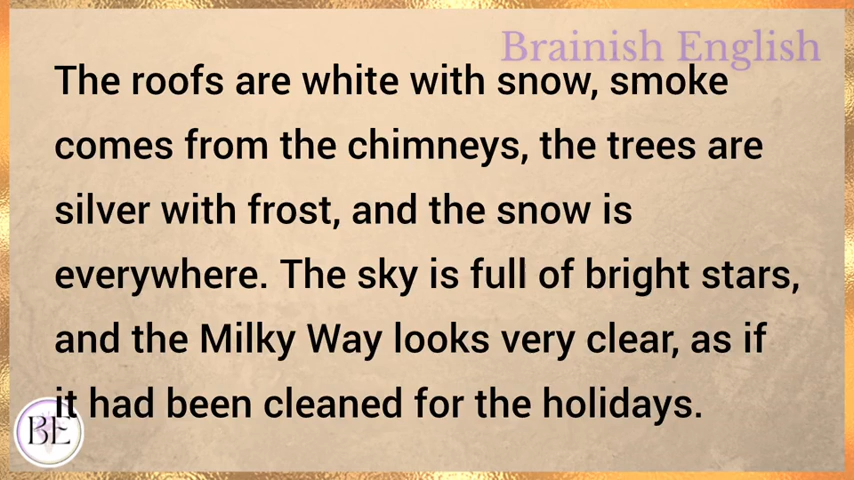 Brainish English
The roofs are white with snow, smoke
comes from the chimneys, the trees are
silver with frost, and the snow is
everywhere. The sky is full of bright stars,
and the Milky Way looks very clear, as if
it had been cleaned for the holidays.
BE